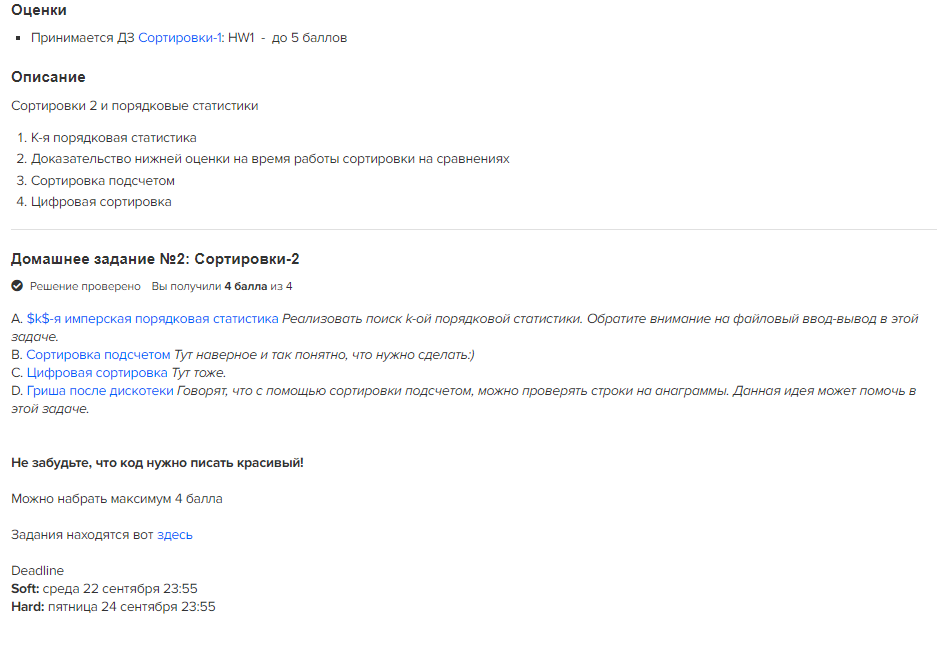 Оценки
▪ Принимается ДЗ Сортировки-1: HW1 - до 5 баллов
Описание
Сортировки 2 и порядковые статистики
1. К-я порядковая статистика
2. Доказательство нижней оценки на время работы сортировки на сравнениях
3. Сортировка подсчетом
4. Цифровая сортировка
Домашнее задание №2: Сортировки-2
Решение проверено Вы получили 4 балла из 4
A. $k$-я имперская порядковая статистика Реализовать поиск k-ой порядковой статистики. Обратите внимание на файловый ввод-вывод в этой
задаче.
B. Сортировка подсчетом Тут наверное и так понятно, что нужно сделать:)
C. Цифровая сортировка Тут тоже.
D. Гриша после дискотеки Говорят, что с помощью сортировки подсчетом, можно проверять строки на анаграммы. Данная идея может помочь в
этой задаче.
Не забудьте, что код нужно писать красивый!
Можно набрать максимум 4 балла
Задания находятся вот здесь
Deadline
Soft: среда 22 сентября 23:55
Hard: пятница 24 сентября 23:55